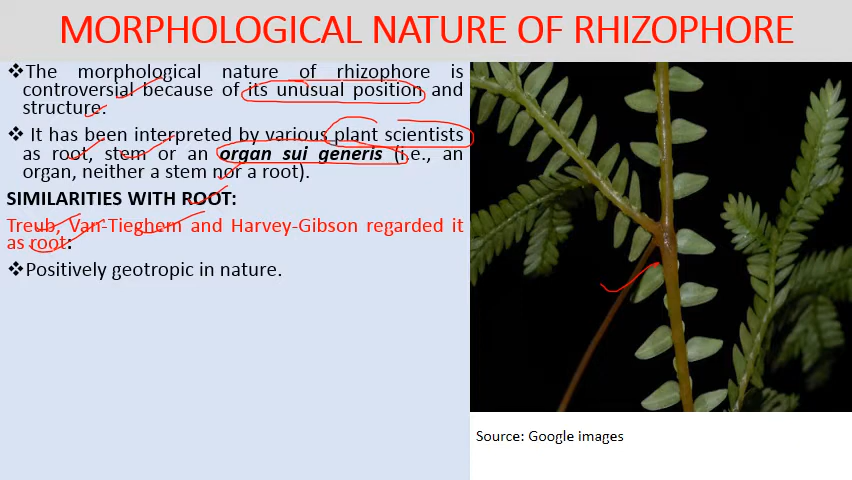 MORPHOLOGICAL NATURE OF RHIZOPHORE
❖The morphological nature of rhizophore is
controversial because of its unusual position and
structure.
❖ It has been interpreted by various plant scientists
as root, stem or an organ sui generis (i.e., an
organ, neither a stem nor a root).
SIMILARITIES WITH ROOT:
Treub, Van-Tieghem and Harvey-Gibson regarded it
as root:
❖Positively geotropic in nature.
Source: Google images